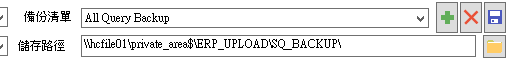 備份清單 All Query Backup
儲存路徑 \\hcfile01\private_area$\ERP_UPLOAD\SQ_BACKUP\